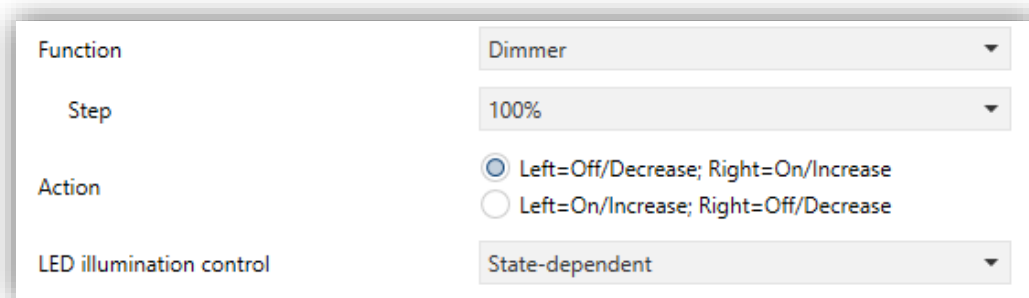 Function
Dimmer
Step
100%
Action
Left=Off/Decrease; Right=On/Increase
Left=On/Increase; Right=Off/Decrease
LED illumination control
State-dependent